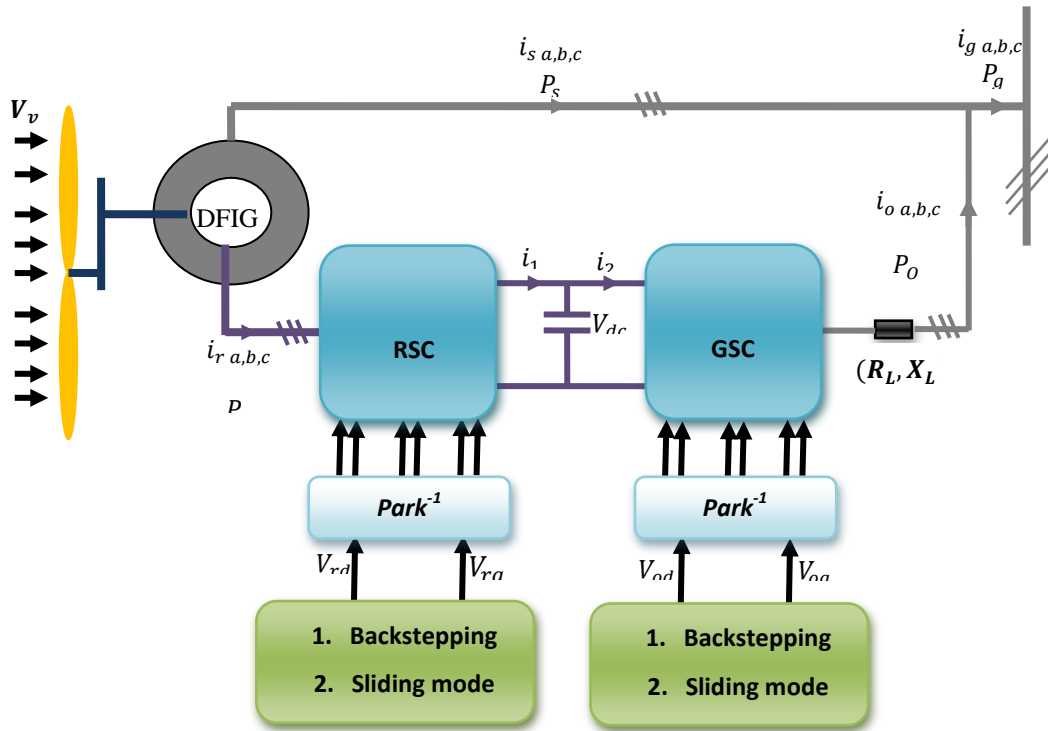 i_s a,b,c
P_s
i_g a,b,c
P_g
V_v
DFIG
i_o a,b,c
P_O
i_1
i_2
V_dc
RSC
GSC
i_r a,b,c
P
(R_L, X_L
Park^-1
Park^-1
V_rd
V_rq
V_od
V_oq
1. Backstepping
2. Sliding mode
1. Backstepping
2. Sliding mode